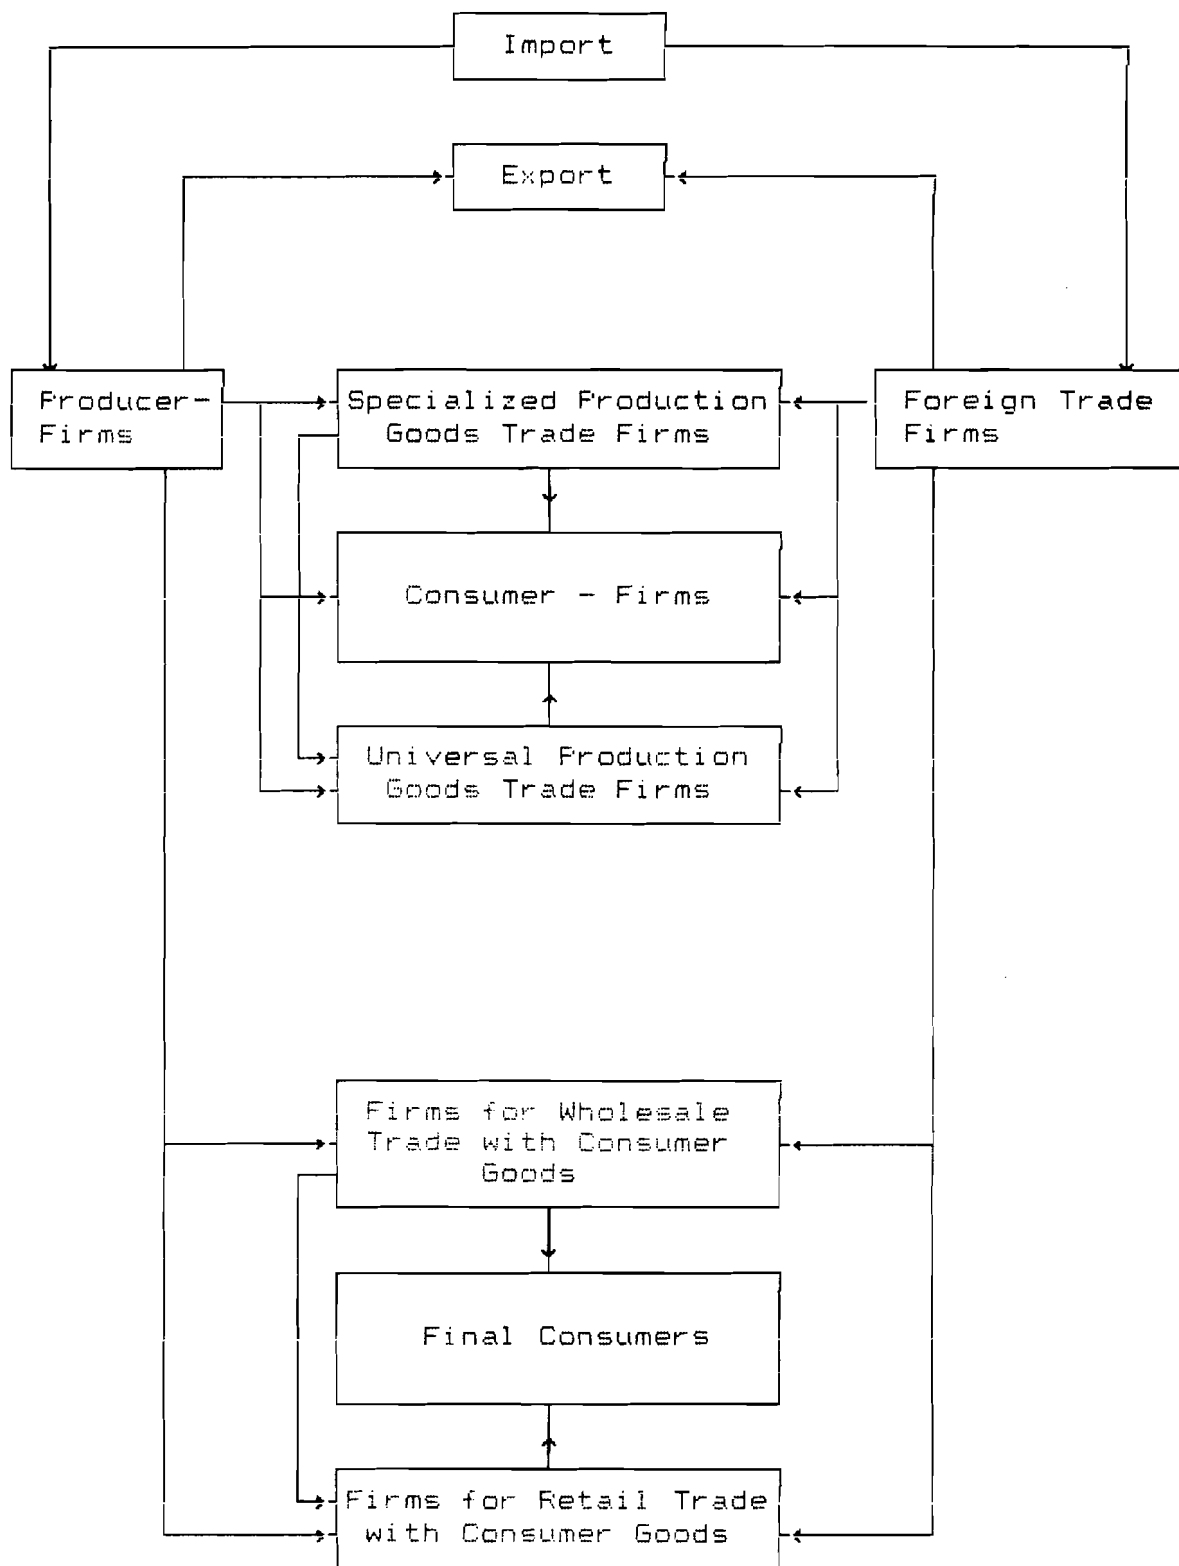 Import
Export
Producer-
Firms
Specialized Production
Goods Trade Firms
Foreign Trade
Firms
Consumer - Firms
Universal Production
Goods Trade Firms
Firms for Wholesale
Trade with Consumer
Goods
Final Consumers
Firms for Retail Trade
with Consumer Goods